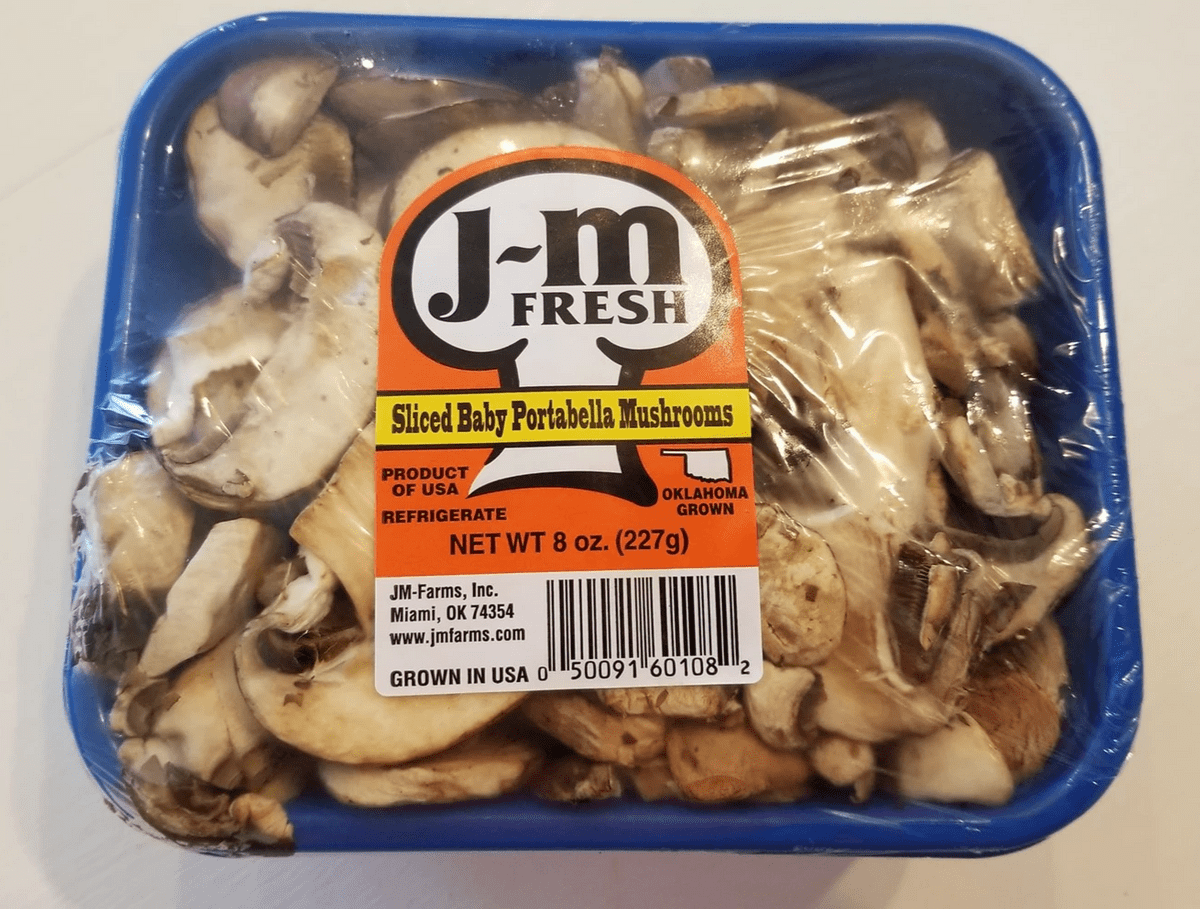 J-m
FRESH
Sliced Baby Portabella Mushrooms
PRODUCT
OF USA
REFRIGERATE
OKLAHOMA
GROWN
NET WT 8 oz. (227g)
JM-Farms, Inc.
Miami, OK 74354
www.jmfarms.com
GROWN IN USA
0 50091 60108 2